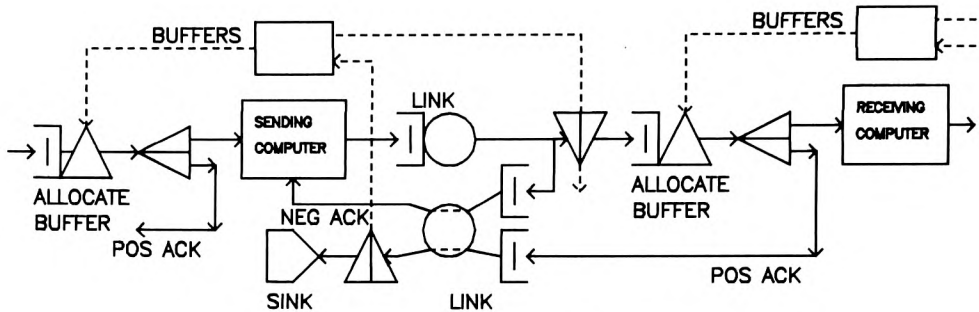 BUFFERS
BUFFERS
LINK
SENDING
COMPUTER
RECEIVING
COMPUTER
ALLOCATE
BUFFER
ALLOCATE
BUFFER
NEG ACK
POS ACK
POS ACK
SINK
LINK